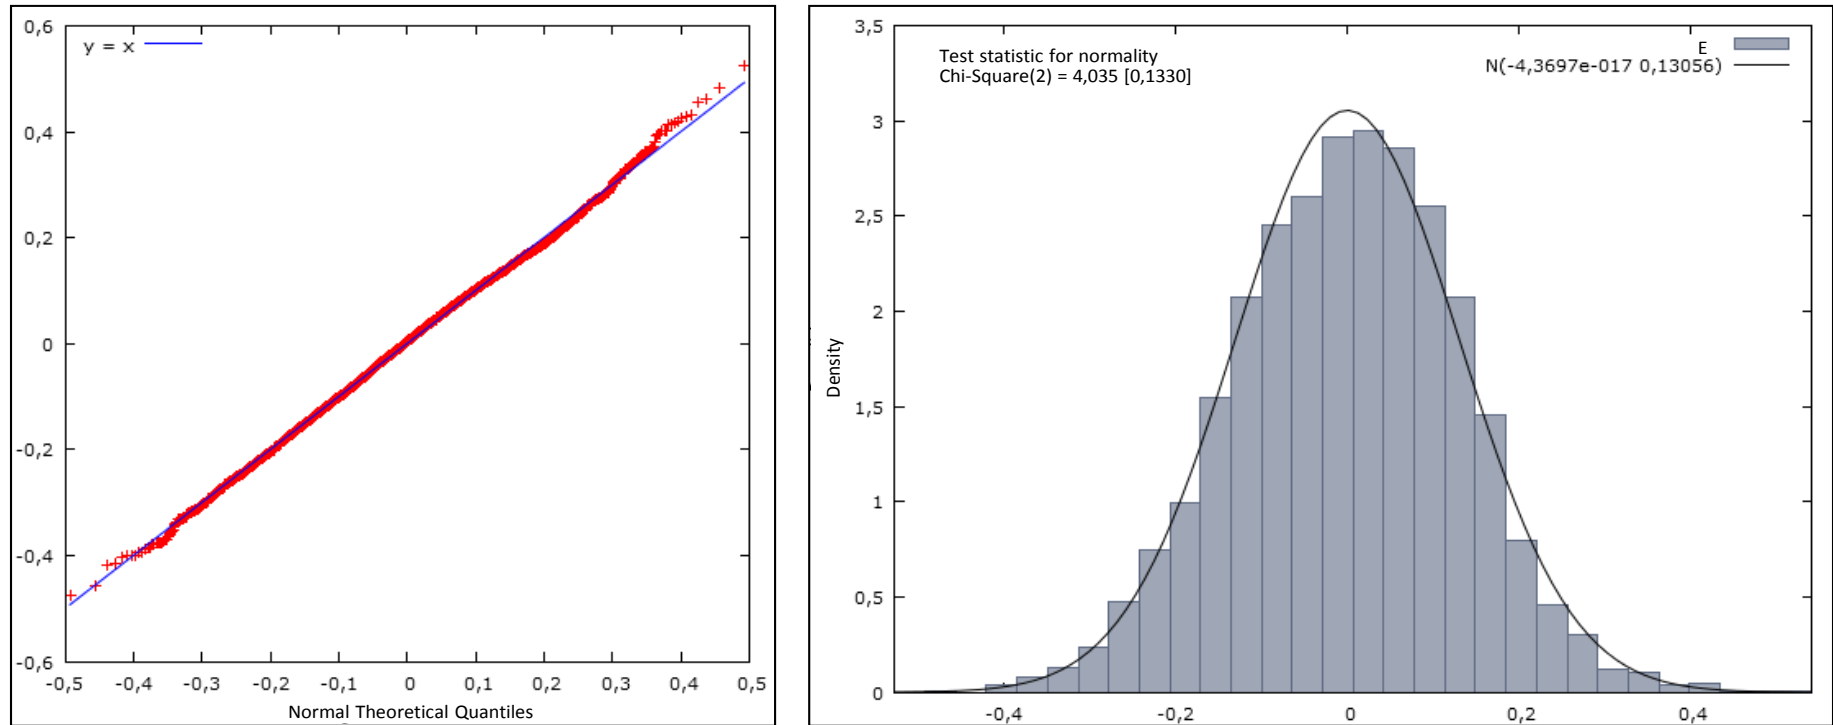 0,6
0,4
0,2
0
-0,2
-0,4
-0,6
y = x
-0,5 -0,4 -0,3 -0,2 -0,1 0 0,1 0,2 0,3 0,4 0,5
Normal Theoretical Quantiles
3,5
3
2,5
2
1,5
1
0,5
0
Density
Test statistic for normality
Chi-Square(2) = 4,035 [0,1330]
E
N(-4,3697e-017 0,13056)
-0,4 -0,2 0 0,2 0,4